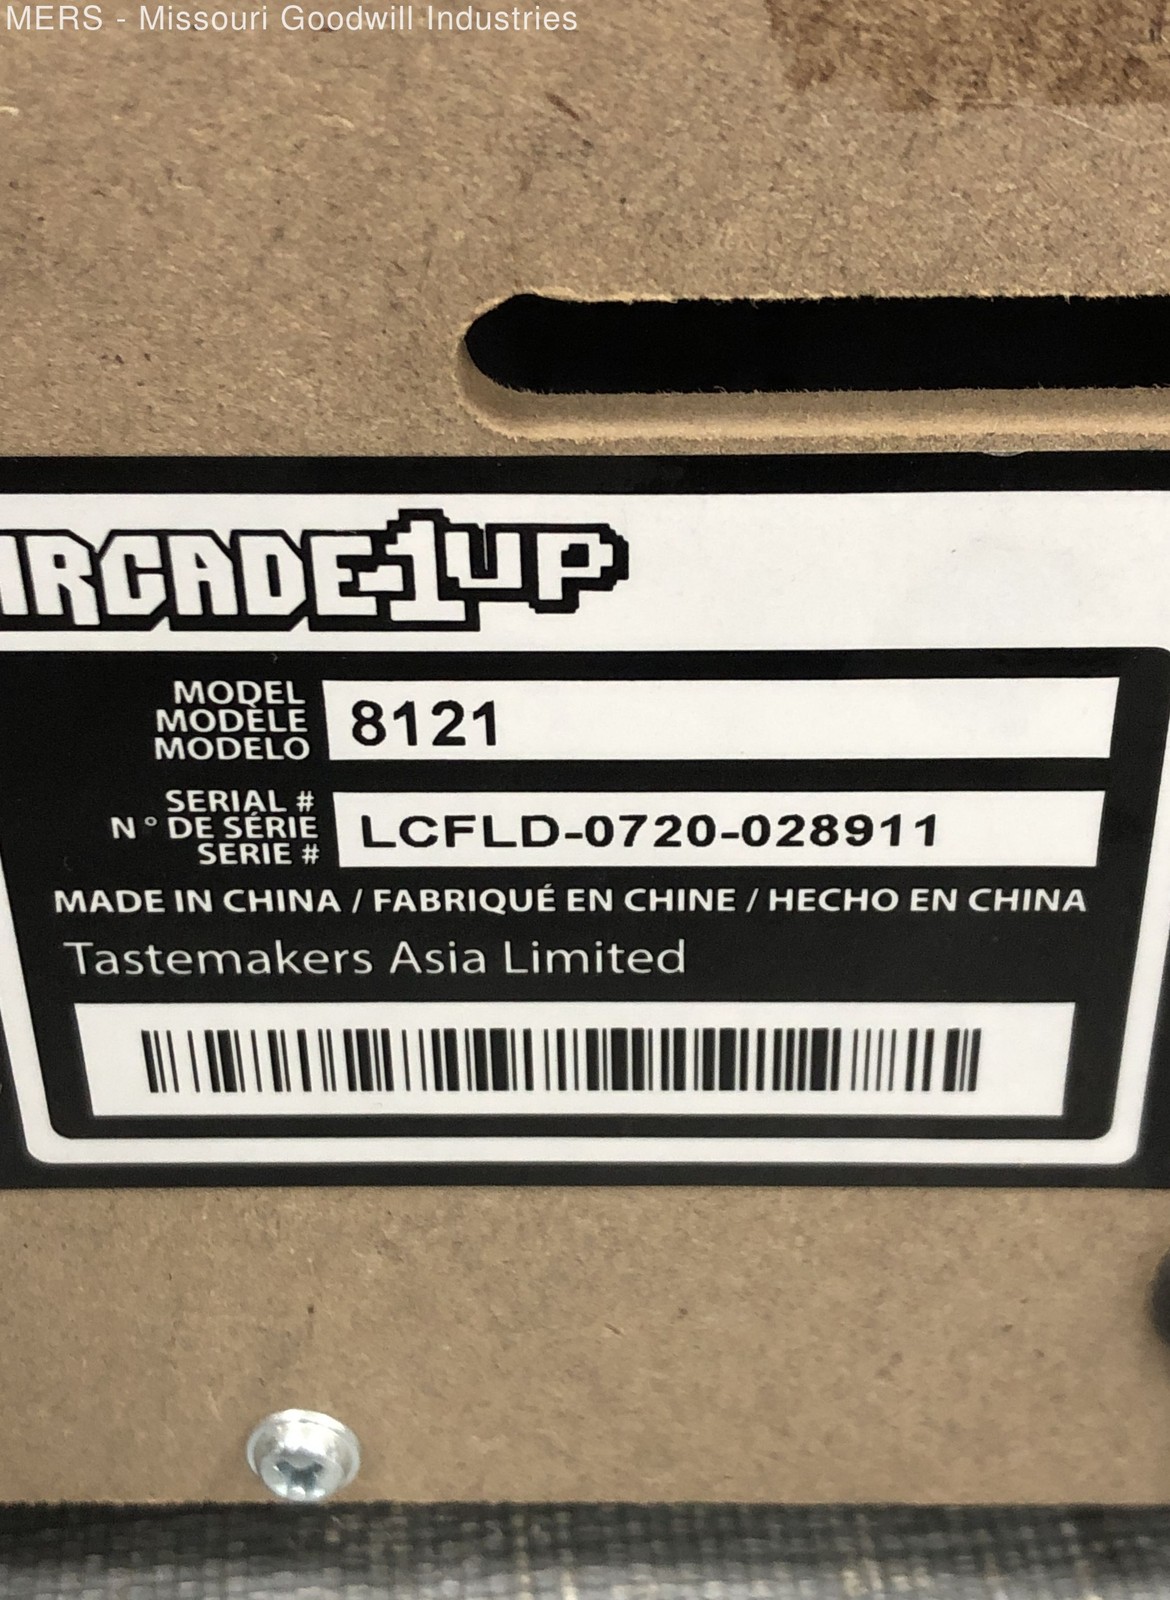 MERS - Missouri Goodwill Industries
ARCADE1UP
MODEL
MODÈLE
MODELO
8121
SERIAL #
N° DE SÉRIE
SERIE #
LCFLD-0720-028911
MADE IN CHINA / FABRIQUÉ EN CHINE / HECHO EN CHINA
Tastemakers Asia Limited